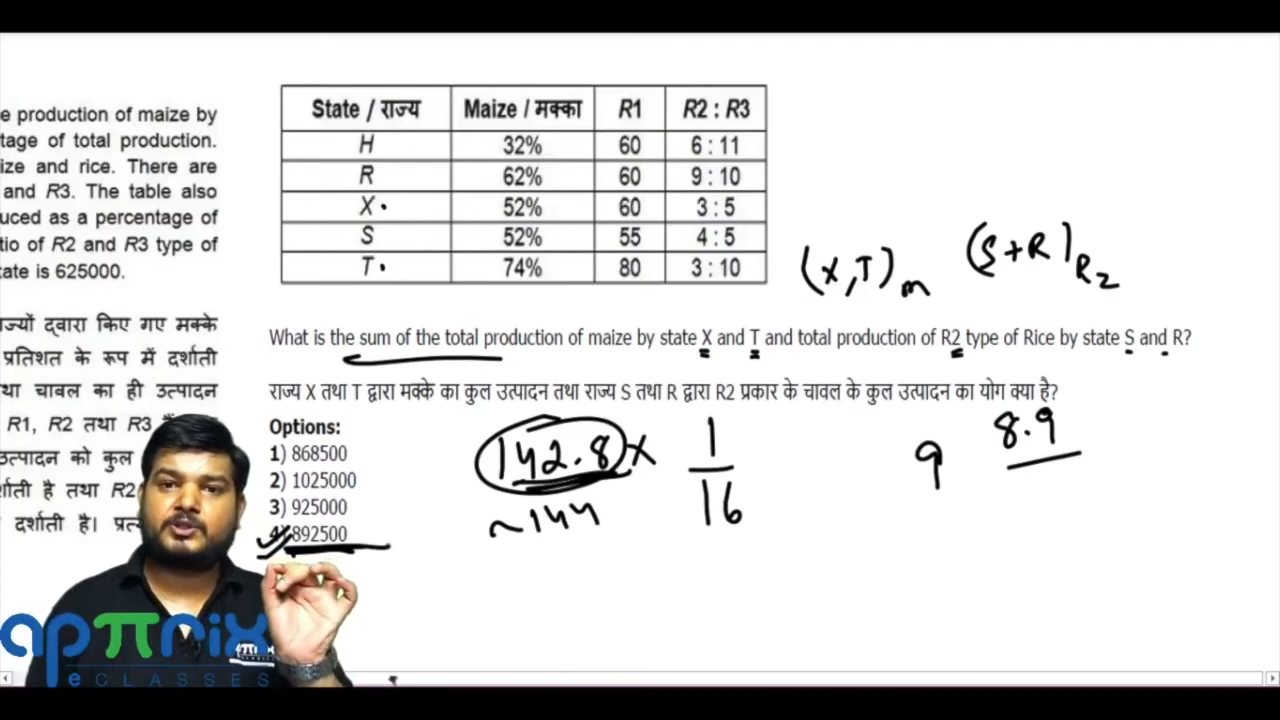 e production of maize by
tage of total production.
ize and rice. There are
and R3. The table also
uced as a percentage of
tio of R2 and R3 type of
tate is 625000.
ज्यों द्वारा किए गए मक्के
प्रतिशत के रूप में दर्शाती
था चावल का ही उत्पादन
R1, R2 तथा R3
उत्पादन को कुल
र्शाती है तथा R2
दर्शाती है। प्रत्
State / राज्य Maize / मक्का R1 R2 : R3
H 32% 60 6 : 11
R 62% 60 9 : 10
X 52% 60 3 : 5
S 52% 55 4 : 5
T 74% 80 3 : 10
(X,T)m (S+R)R2
What is the sum of the total production of maize by state X and T and total production of R2 type of Rice by state S and R?
राज्य X तथा T द्वारा मक्के का कुल उत्पादन तथा राज्य S तथा R द्वारा R2 प्रकार के चावल के कुल उत्पादन का योग क्या है?
Options:
1) 868500
2) 1025000
3) 925000
4) 892500
142.8 x 1/16
~144
9 8.9
apπrix
eCLASSES